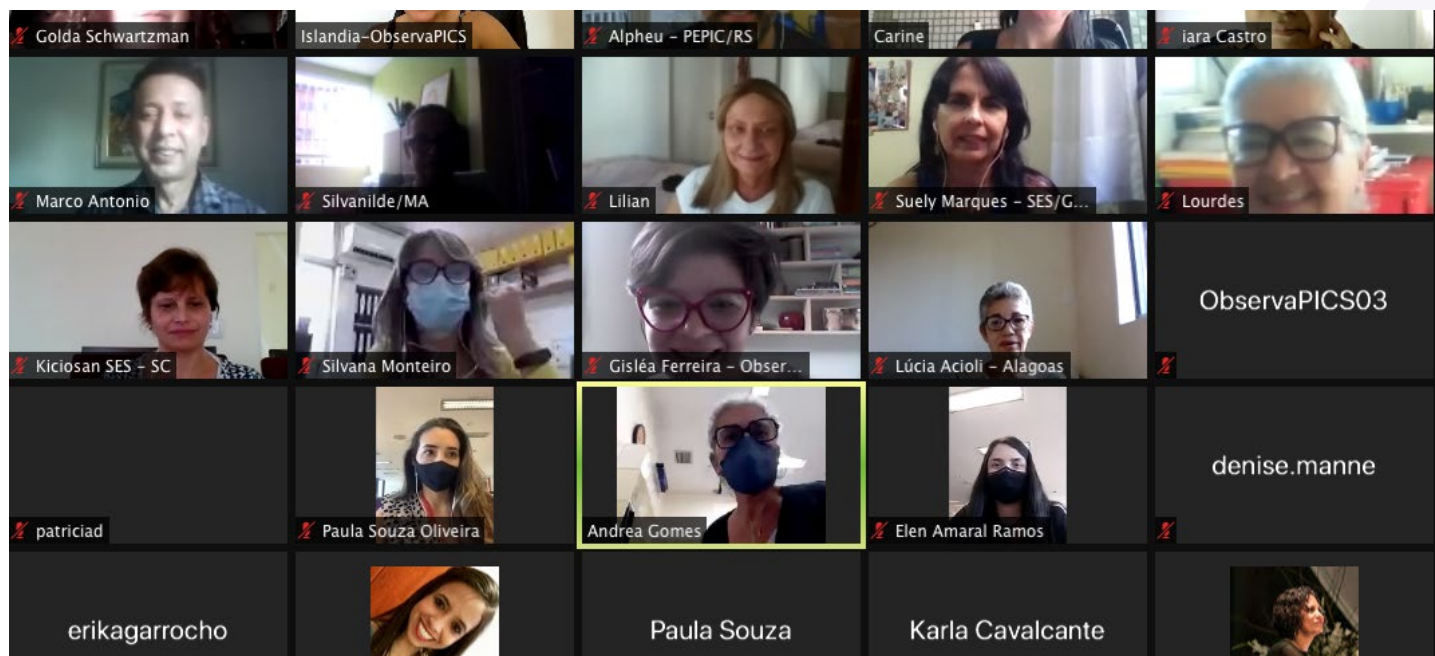 Golda Schwartzman
Islandia-ObservaPICS
Alpheu - PEPIC/RS
Carine
iara Castro
Marco Antonio
Silvanilde/MA
Lilian
Suely Marques - SES/G...
Lourdes
Kiciosan SES - SC
Silvana Monteiro
Gisléa Ferreira - Obser...
Lúcia Acioli - Alagoas
ObservaPICS03
patriciad
Paula Souza Oliveira
Andrea Gomes
Elen Amaral Ramos
denise.manne
erikagarrocho
Paula Souza
Karla Cavalcante